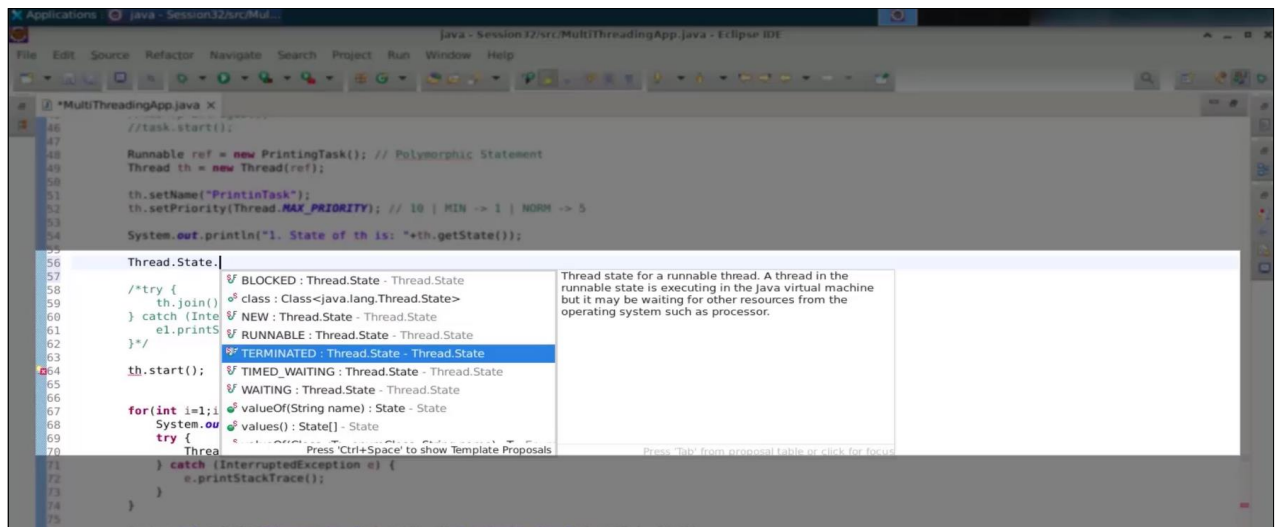 Applications : java - Session32/src/Mul...
java - Session32/src/MultiThreadingApp.java - Eclipse IDE
File Edit Source Refactor Navigate Search Project Run Window Help
*MultiThreadingApp.java
46 //task.start();
47
48 Runnable ref = new PrintingTask(); // Polymorphic Statement
49 Thread th = new Thread(ref);
50
51 th.setName("PrintinTask");
52 th.setPriority(Thread.MAX_PRIORITY); // 10 | MIN -> 1 | NORM -> 5
53
54 System.out.println("1. State of th is: "+th.getState());
55
56 Thread.State.
57
58 /*try {
59 th.join()
60 } catch (Inte
61 e1.printS
62 }*/
63
64 th.start();
65
66
67 for(int i=1;i
68 System.ou
69 try {
70 Threa
71 } catch (InterruptedException e) {
72 e.printStackTrace();
73 }
74 }
75
BLOCKED : Thread.State - Thread.State
class : Class<java.lang.Thread.State>
NEW : Thread.State - Thread.State
RUNNABLE : Thread.State - Thread.State
TERMINATED : Thread.State - Thread.State
TIMED_WAITING : Thread.State - Thread.State
WAITING : Thread.State - Thread.State
valueOf(String name) : State - State
values() : State[] - State
Press 'Ctrl+Space' to show Template Proposals
Thread state for a runnable thread. A thread in the
runnable state is executing in the Java virtual machine
but it may be waiting for other resources from the
operating system such as processor.
Press 'Tab' from proposal table or click for focus